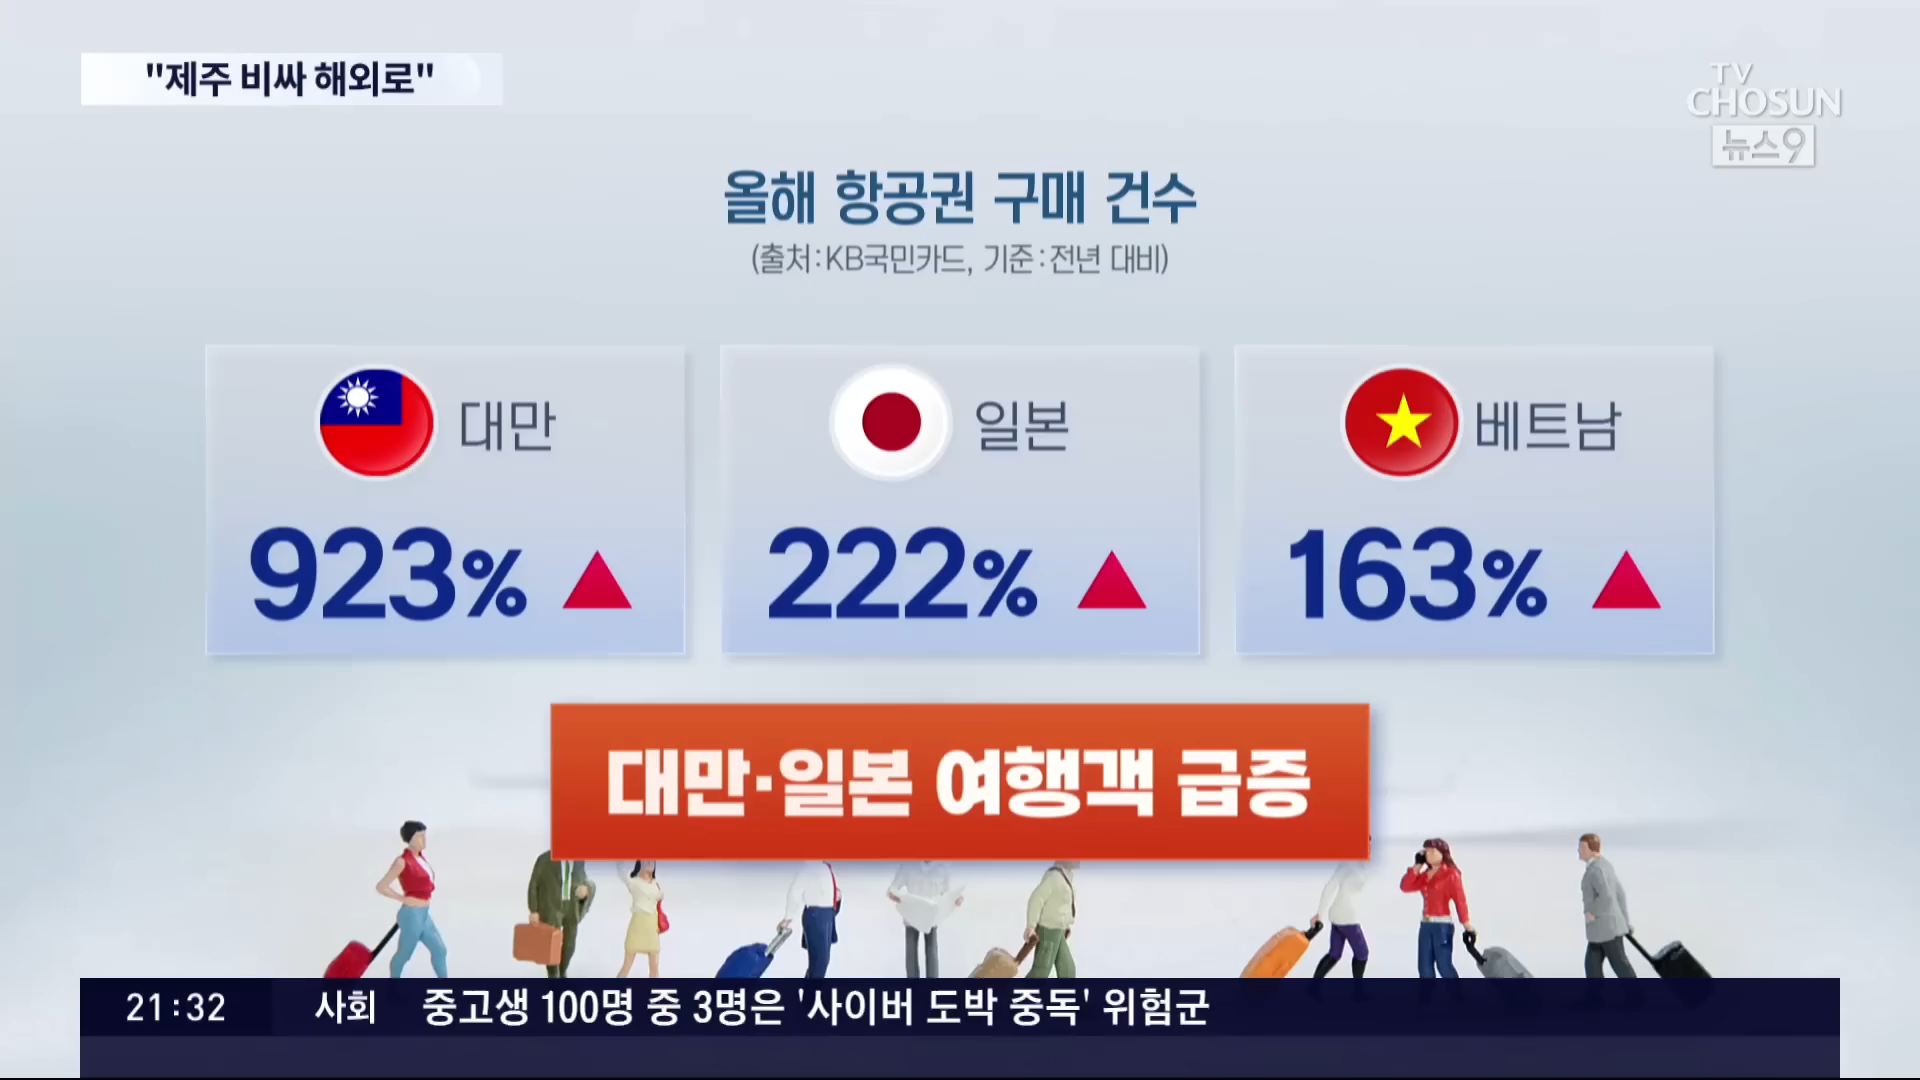 "제주 비싸 해외로"
TV
CHOSUN
뉴스9
올해 항공권 구매 건수
(출처:KB국민카드, 기준:전년 대비)
대만
일본
베트남
923% ▲
222% ▲
163% ▲
대만·일본 여행객 급증
21:32 사회 중고생 100명 중 3명은 '사이버 도박 중독' 위험군